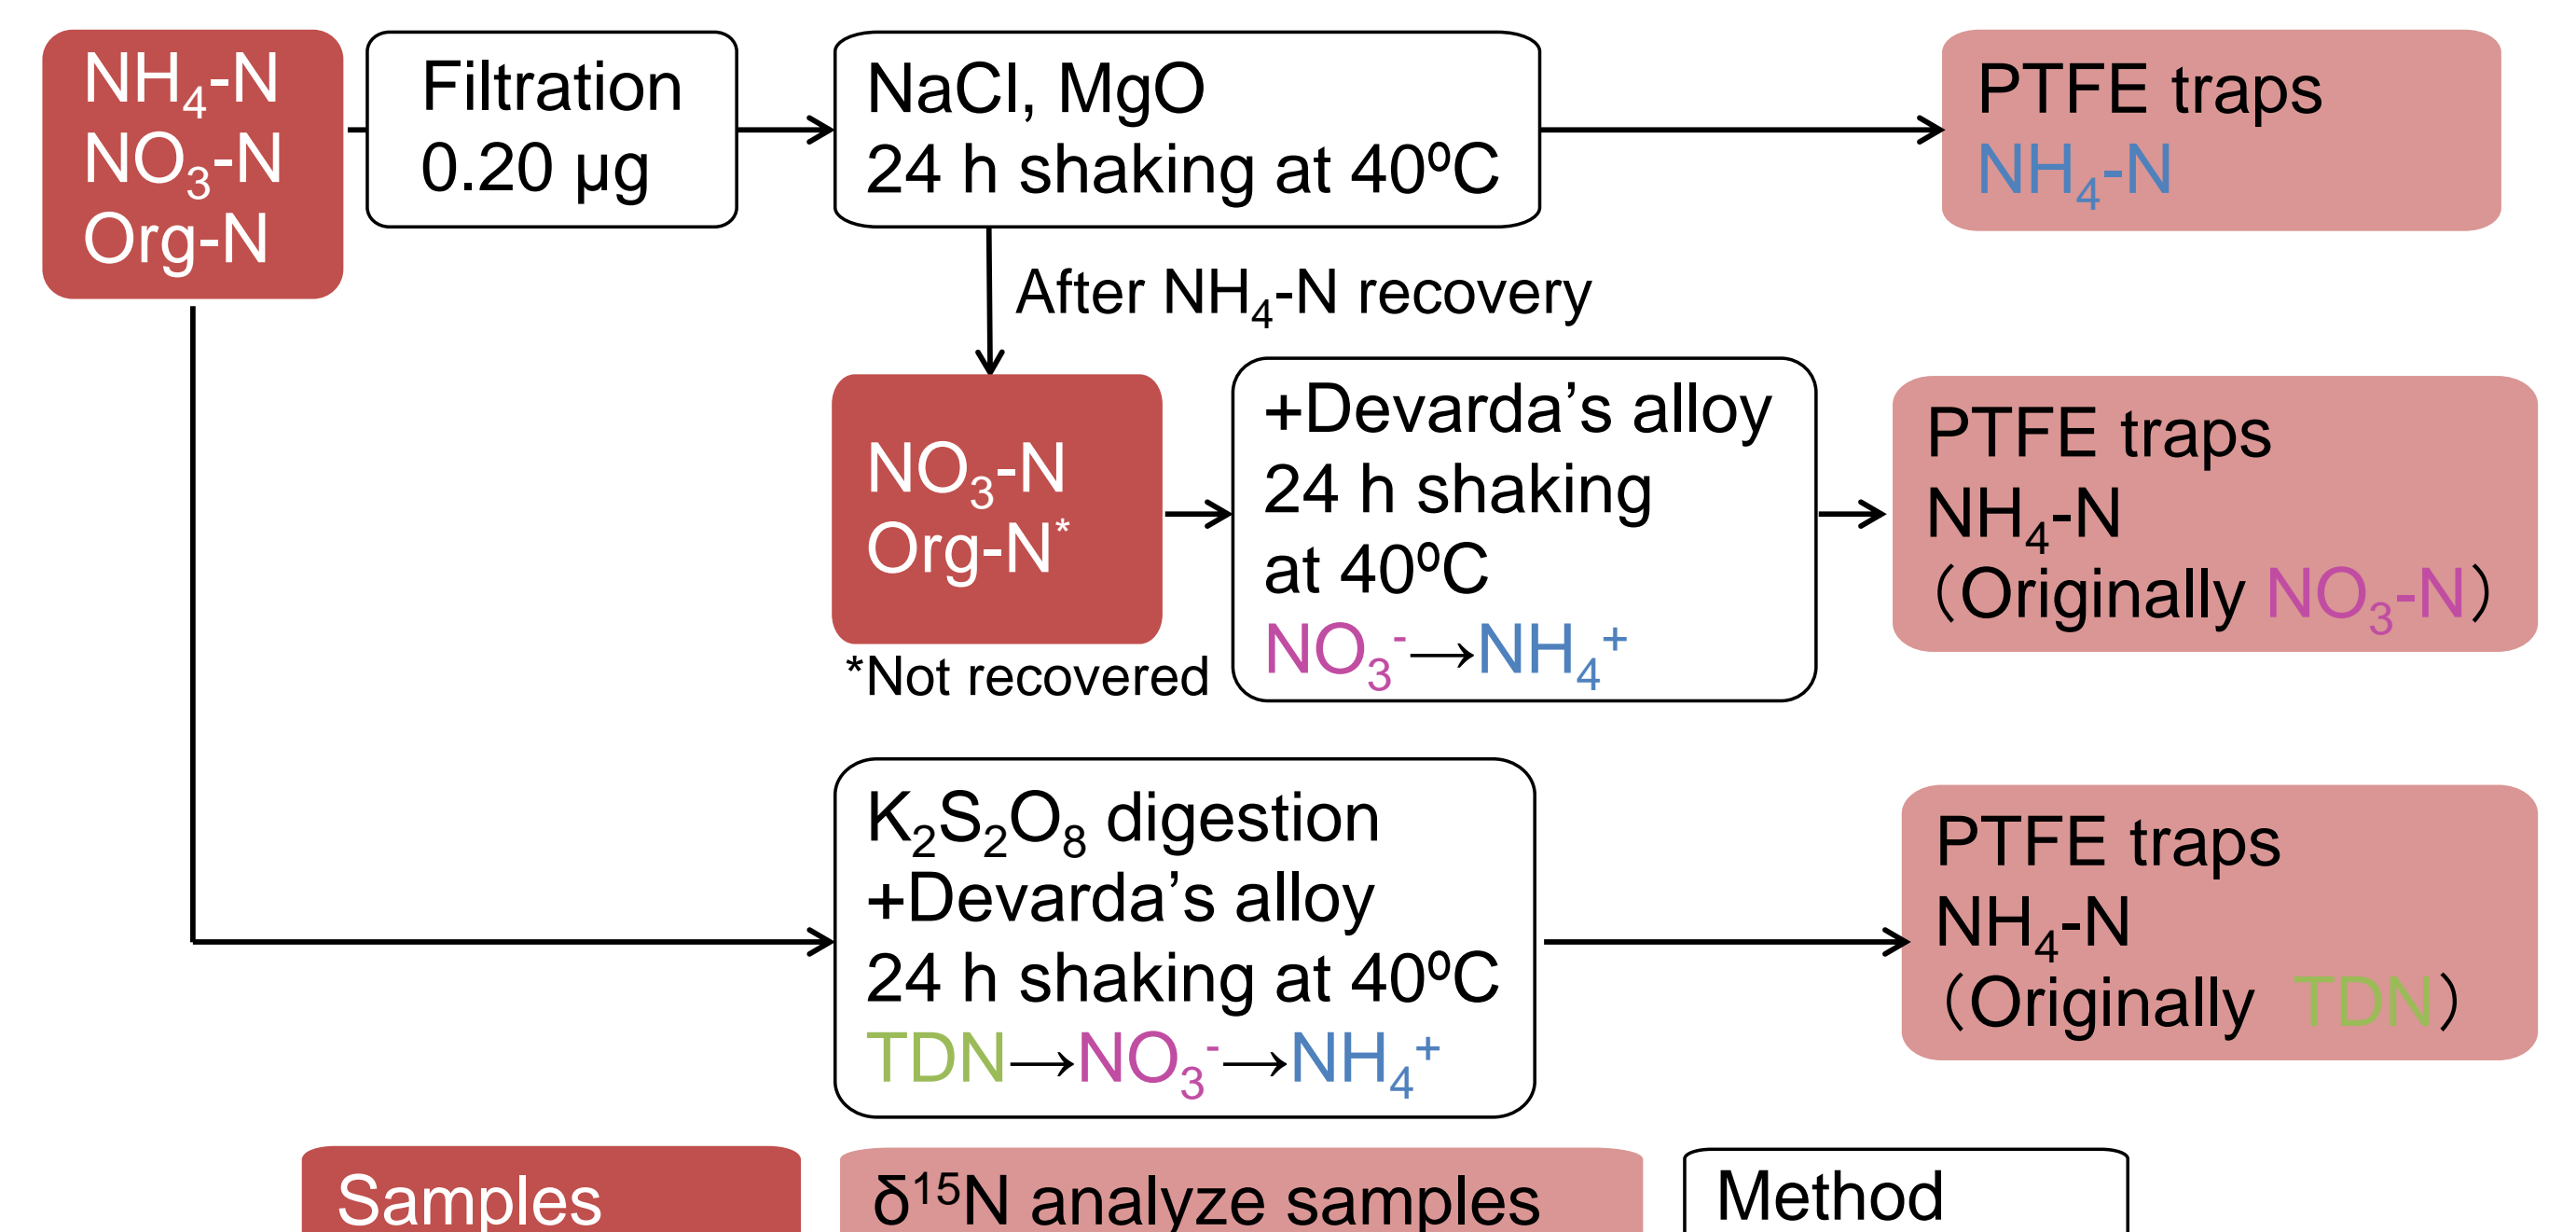 NH₄-N
NO₃-N
Org-N
Filtration
0.20 µg
NaCl, MgO
24 h shaking at 40ºC
PTFE traps
NH₄-N
After NH₄-N recovery
NO₃-N
Org-N*
*Not recovered
+Devarda’s alloy
24 h shaking
at 40ºC
NO₃⁻→NH₄⁺
PTFE traps
NH₄-N
（Originally NO₃-N）
K₂S₂O₈ digestion
+Devarda’s alloy
24 h shaking at 40ºC
TDN→NO₃⁻→NH₄⁺
PTFE traps
NH₄-N
（Originally TDN）
Samples
δ¹⁵N analyze samples
Method